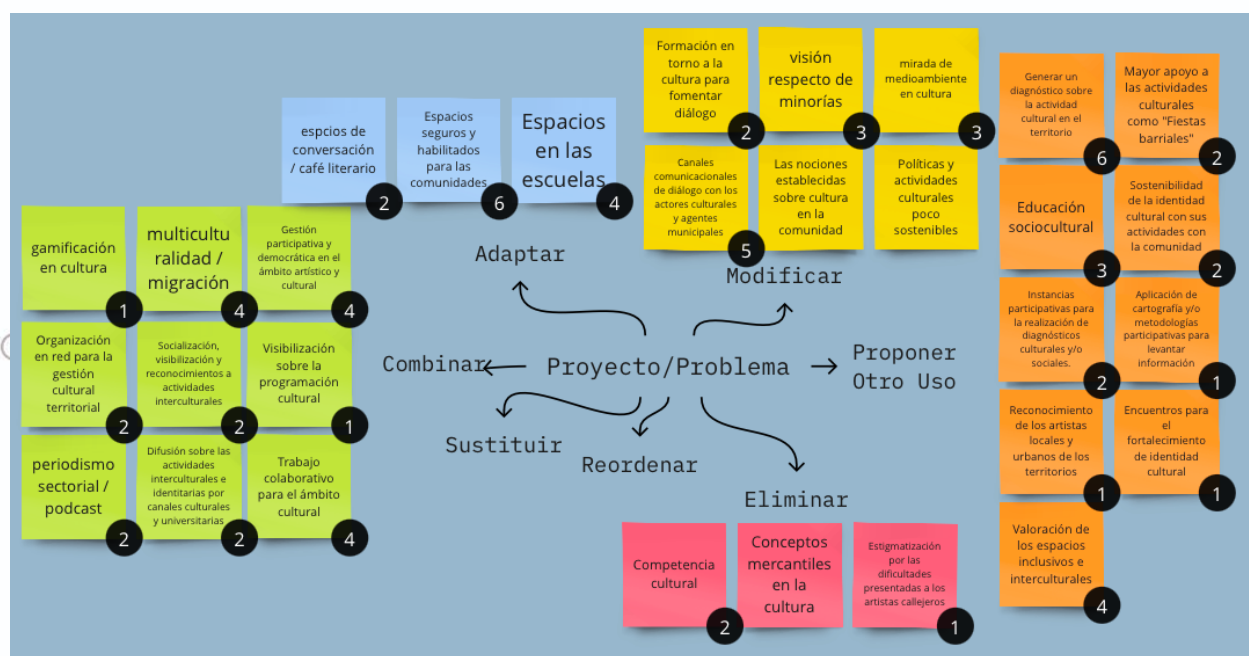 espcios de
conversación
/ café literario
2
Espacios
seguros y
habilitados
para las
comunidades
6
Espacios
en las
escuelas
4
Adaptar
Formación en
torno a la
cultura para
fomentar
diálogo
2
visión
respecto de
minorías
3
mirada de
medioambiente
en cultura
3
Canales
comunicacionales
de diálogo con los
actores culturales
y agentes
municipales
5
Las nociones
establecidas
sobre cultura
en la
comunidad
Políticas y
actividades
culturales
poco
sostenibles
Modificar
Generar un
diagnóstico sobre
la actividad
cultural en el
territorio
6
Mayor apoyo a
las actividades
culturales
como "Fiestas
barriales"
2
Educación
sociocultural
3
Sostenibilidad
de la identidad
cultural con sus
actividades con
la comunidad
2
Instancias
participativas para
la realización de
diagnósticos
culturales y/o
sociales.
2
Aplicación de
cartografía y/o
metodologías
participativas para
levantar
información
1
Reconocimiento
de los artistas
locales y
urbanos de los
territorios
1
Encuentros para
el
fortalecimiento
de identidad
cultural
1
Valoración de
los espacios
inclusivos e
interculturales
4
Proponer
Otro Uso
gamificación
en cultura
1
multicultu
ralidad /
migración
4
Gestión
participativa y
democrática en el
ámbito artístico y
cultural
4
Organización
en red para la
gestión
cultural
territorial
2
Socialización,
visibilización y
reconocimientos a
actividades
interculturales
2
Visibilización
sobre la
programación
cultural
1
periodismo
sectorial /
podcast
2
Difusión sobre las
actividades
interculturales e
identitarias por
canales culturales
y universitarias
2
Trabajo
colaborativo
para el ámbito
cultural
4
Combinar
Proyecto/Problema
Sustituir
Reordenar
Eliminar
Competencia
cultural
2
Conceptos
mercantiles
en la
cultura
Estigmatización
por las
dificultades
presentadas a los
artistas callejeros
1